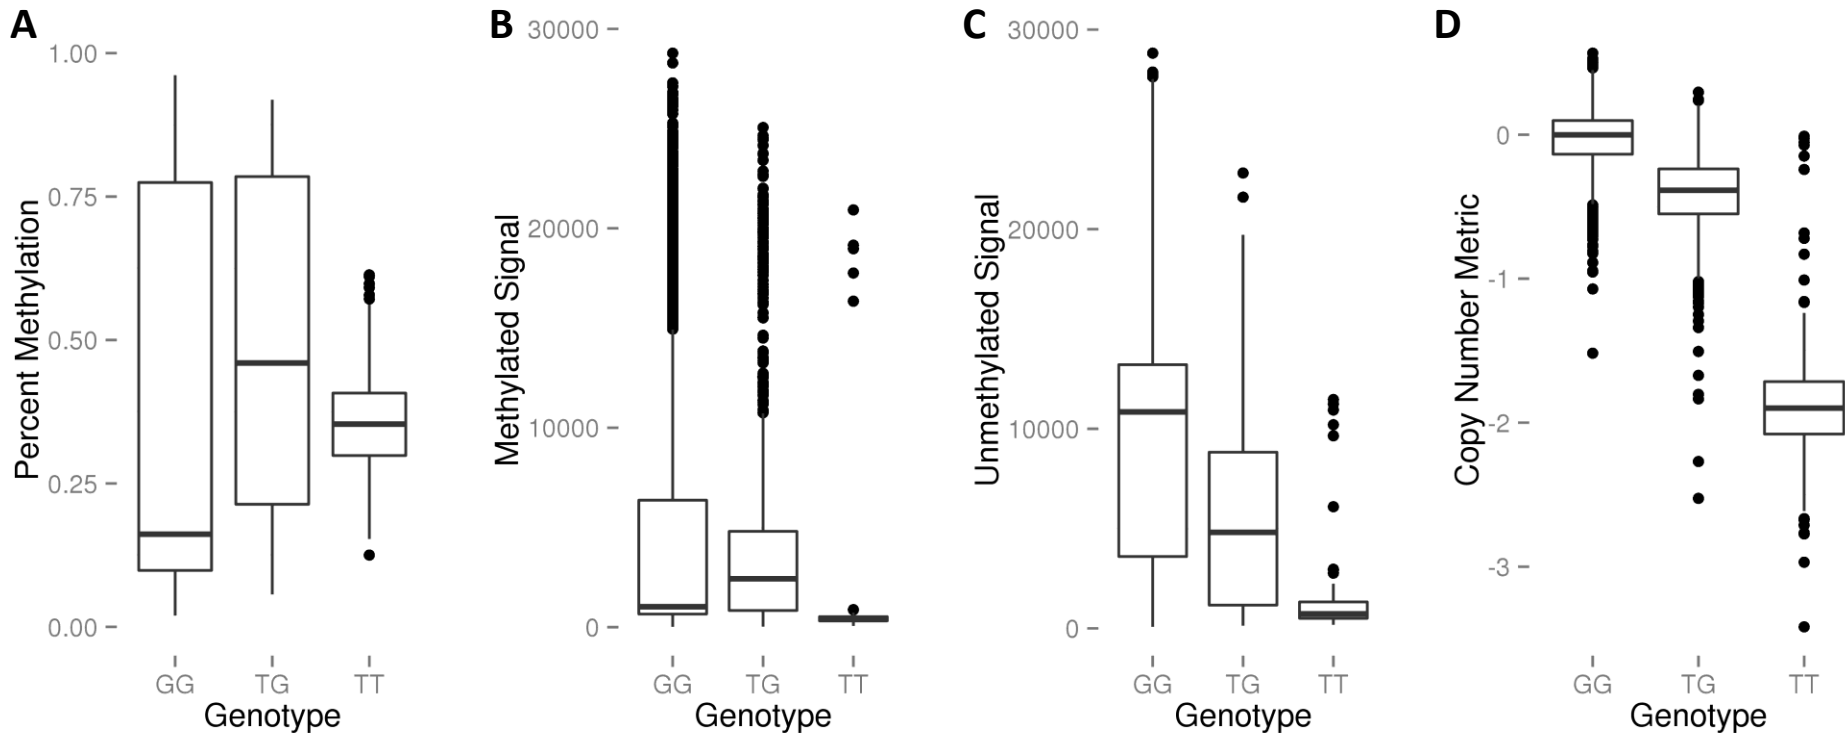 A
Percent Methylation
1.00
0.75
0.50
0.25
0.00
GG TG TT
Genotype
B
Methylated Signal
30000
20000
10000
0
GG TG TT
Genotype
C
Unmethylated Signal
30000
20000
10000
0
GG TG TT
Genotype
D
Copy Number Metric
0
-1
-2
-3
GG TG TT
Genotype